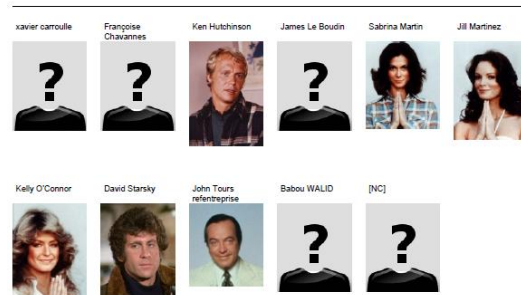 xavier carroulle
Françoise
Chavannes
Ken Hutchinson
James Le Boudin
Sabrina Martin
Jill Martinez
Kelly O'Connor
David Starsky
John Tours
refentreprise
Babou WALID
[NC]